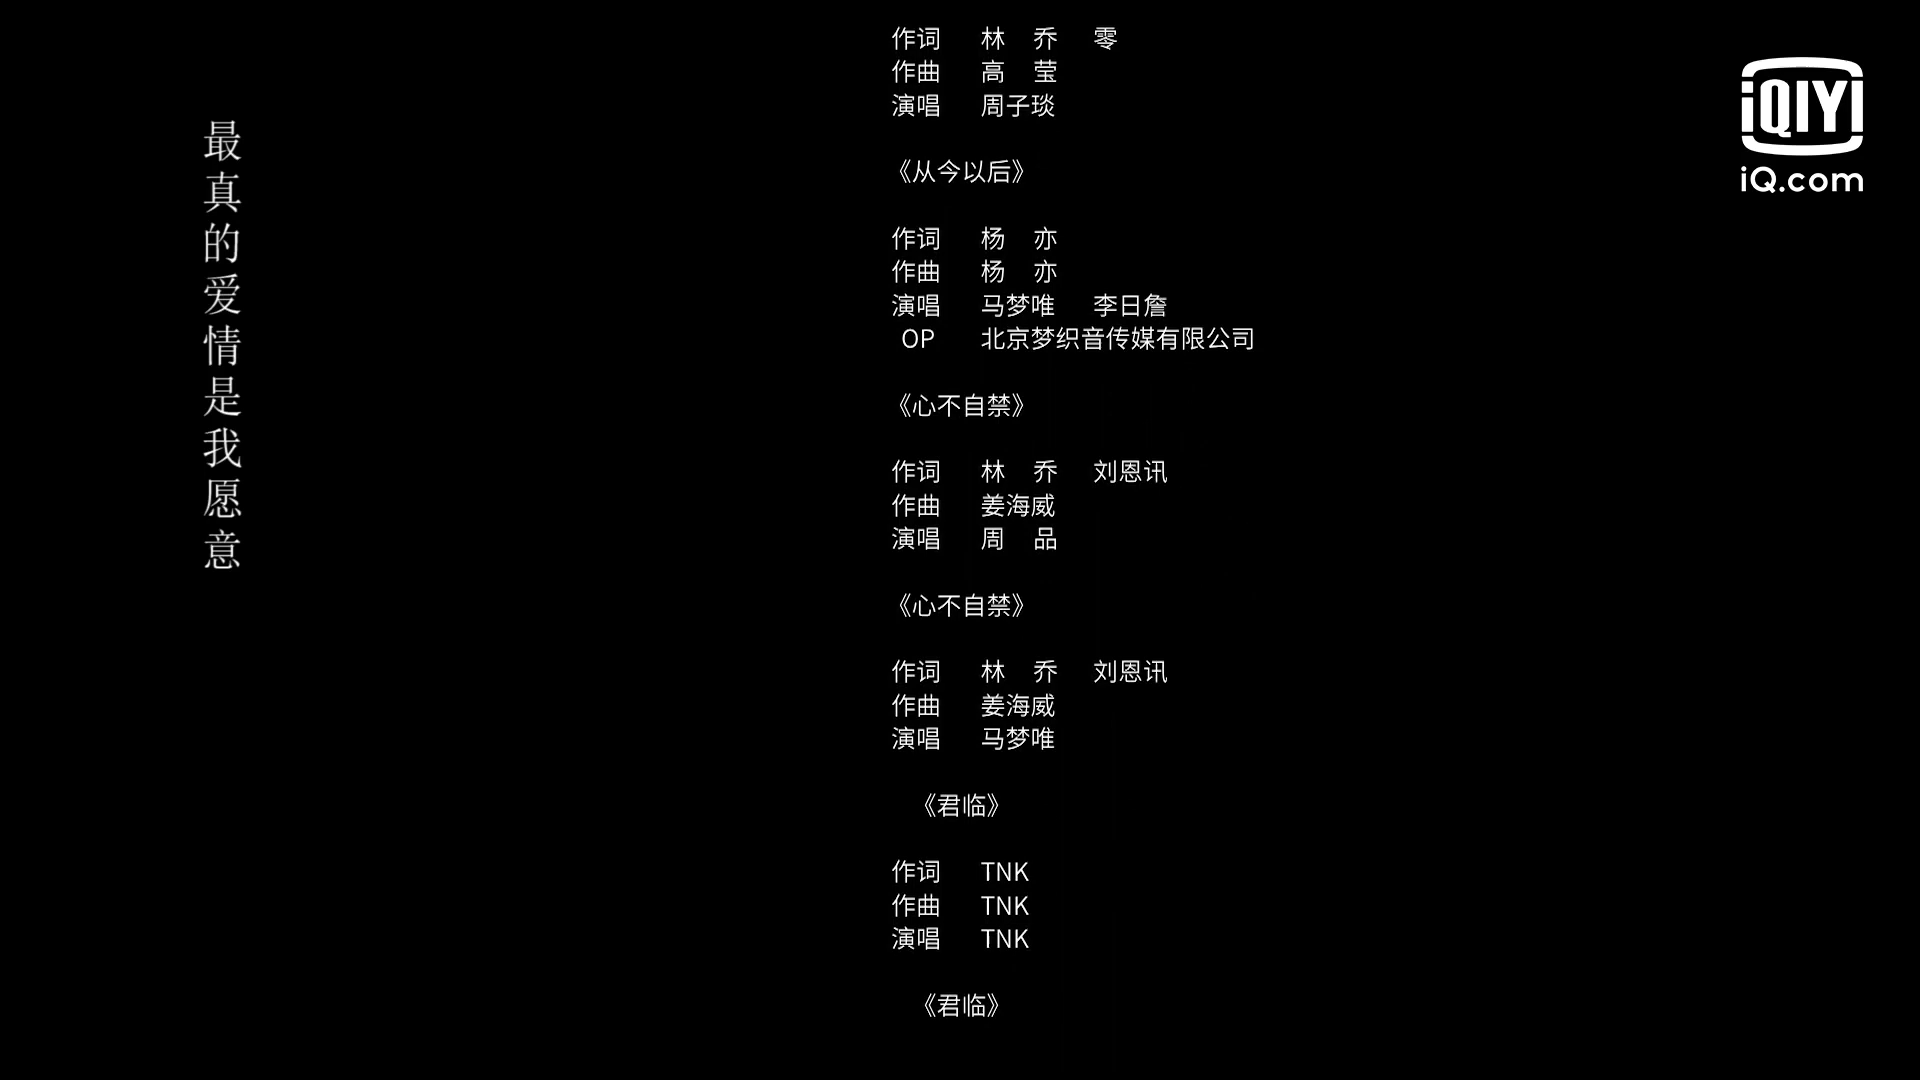 最真的爱情是我愿意
作词 林 乔 零
作曲 高 莹
演唱 周子琰
《从今以后》
作词 杨 亦
作曲 杨 亦
演唱 马梦唯 李日詹
OP 北京梦织音传媒有限公司
《心不自禁》
作词 林 乔 刘恩讯
作曲 姜海威
演唱 周 品
《心不自禁》
作词 林 乔 刘恩讯
作曲 姜海威
演唱 马梦唯
《君临》
作词 TNK
作曲 TNK
演唱 TNK
《君临》
iQIYI
iQ.com